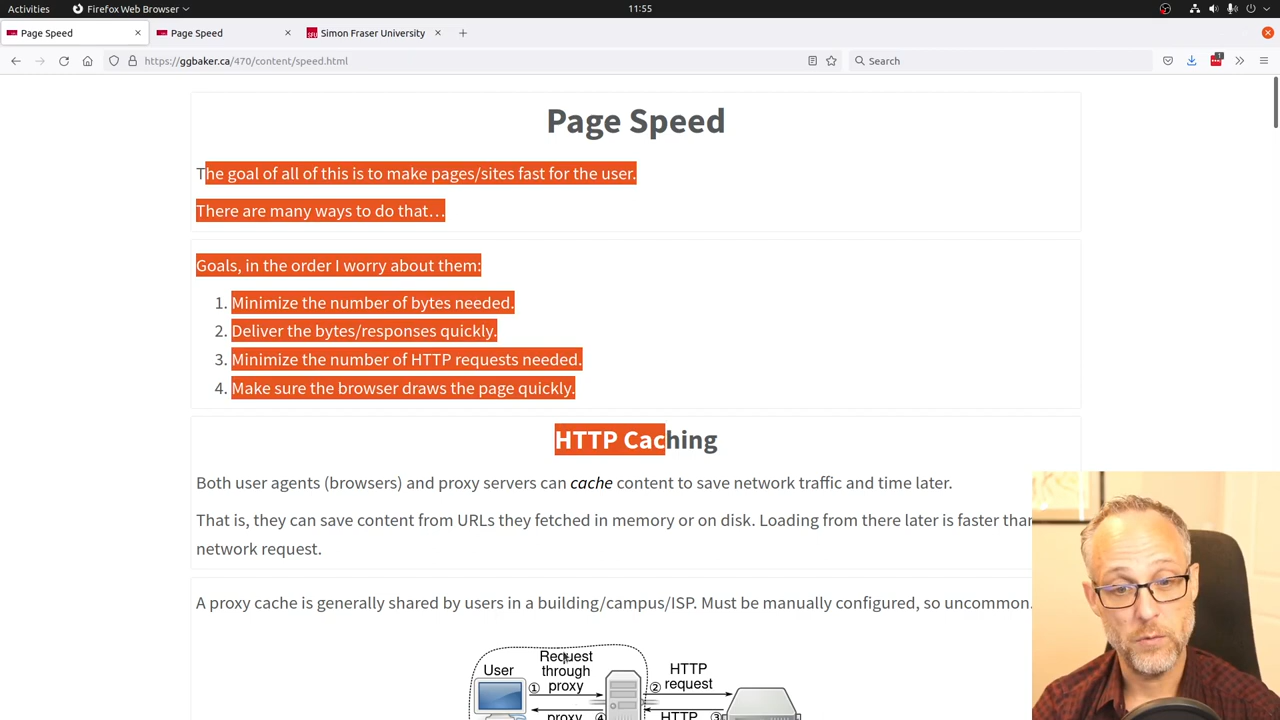 Activities
Firefox Web Browser
11:55
Page Speed
Page Speed
Simon Fraser University
https://ggbaker.ca/470/content/speed.html
Search
1
Page Speed
The goal of all of this is to make pages/sites fast for the user.
There are many ways to do that…
Goals, in the order I worry about them:
1. Minimize the number of bytes needed.
2. Deliver the bytes/responses quickly.
3. Minimize the number of HTTP requests needed.
4. Make sure the browser draws the page quickly.
HTTP Caching
Both user agents (browsers) and proxy servers can cache content to save network traffic and time later.
That is, they can save content from URLs they fetched in memory or on disk. Loading from there later is faster than
network request.
A proxy cache is generally shared by users in a building/campus/ISP. Must be manually configured, so uncommon.
User
Request
through
proxy
①
②
HTTP
request
proxy
④
HTTP
③